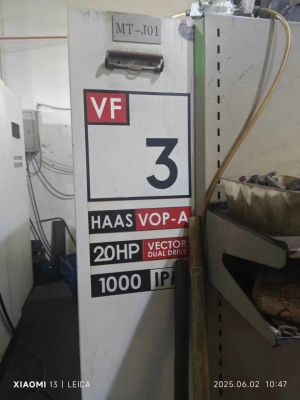 MT-J01
VF
3
HAAS VOP-A
20HP VECTOR DUAL DRIVE
1000
XIAOMI 13 | LEICA
2025.06.02 10:47